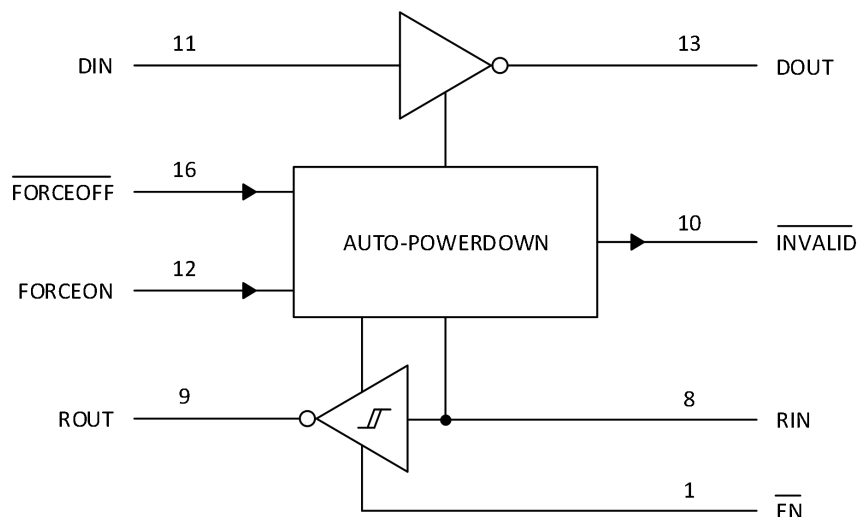 11
13
DIN
DOUT
16
FORCEOFF
10
AUTO-POWERDOWN
INVALID
12
FORCEON
9
8
ROUT
RIN
1
EN